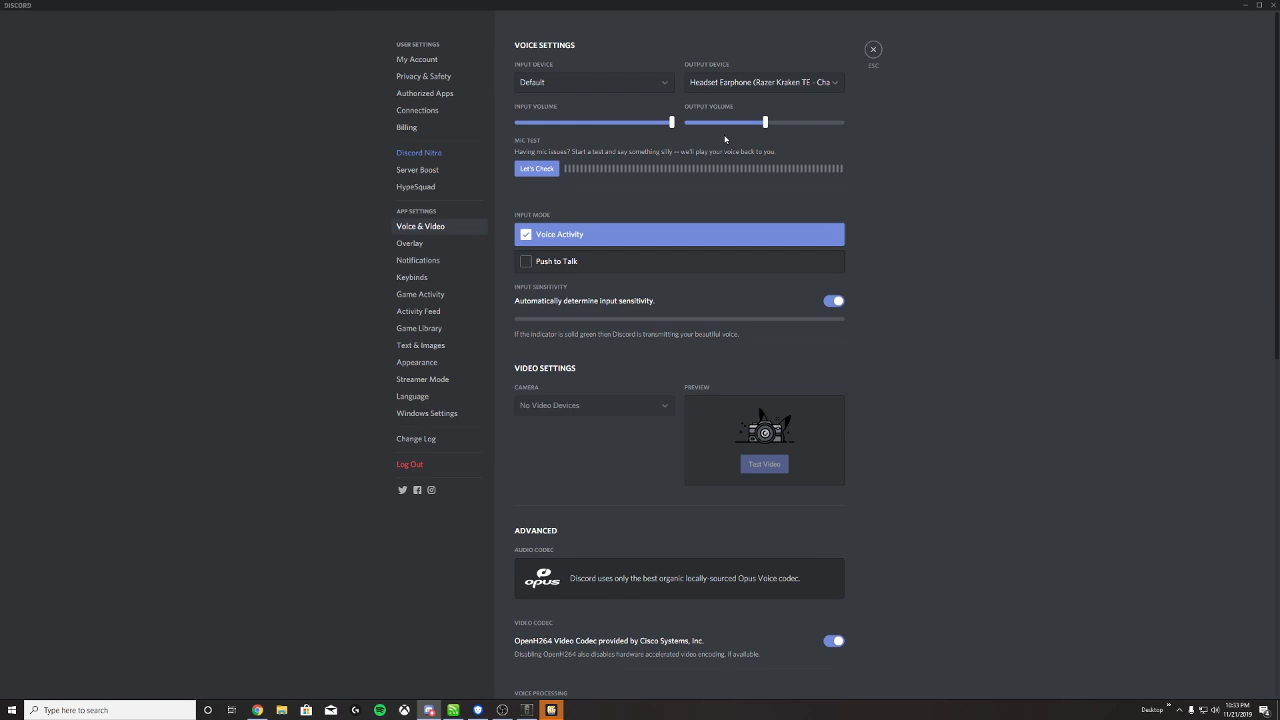 DISCORD
USER SETTINGS
My Account
Privacy & Safety
Authorized Apps
Connections
Billing
Discord Nitro
Server Boost
HypeSquad
APP SETTINGS
Voice & Video
Overlay
Notifications
Keybinds
Game Activity
Activity Feed
Game Library
Text & Images
Appearance
Streamer Mode
Language
Windows Settings
Change Log
Log Out
VOICE SETTINGS
ESC
INPUT DEVICE
OUTPUT DEVICE
Default
Headset Earphone (Razer Kraken TE - Cha
INPUT VOLUME
OUTPUT VOLUME
MIC TEST
Having mic issues? Start a test and say something silly — we'll play your voice back to you.
Let's Check
INPUT MODE
Voice Activity
Push to Talk
INPUT SENSITIVITY
Automatically determine input sensitivity.
If the indicator is solid green then Discord is transmitting your beautiful voice.
VIDEO SETTINGS
CAMERA
PREVIEW
No Video Devices
Test Video
ADVANCED
AUDIO CODEC
opus
Discord uses only the best organic locally-sourced Opus Voice codec.
VIDEO CODEC
OpenH264 Video Codec provided by Cisco Systems, Inc.
Disabling OpenH264 also disables hardware accelerated video encoding. If available.
VOICE PROCESSING
Type here to search
Desktop
10:33 PM
11/21/2019